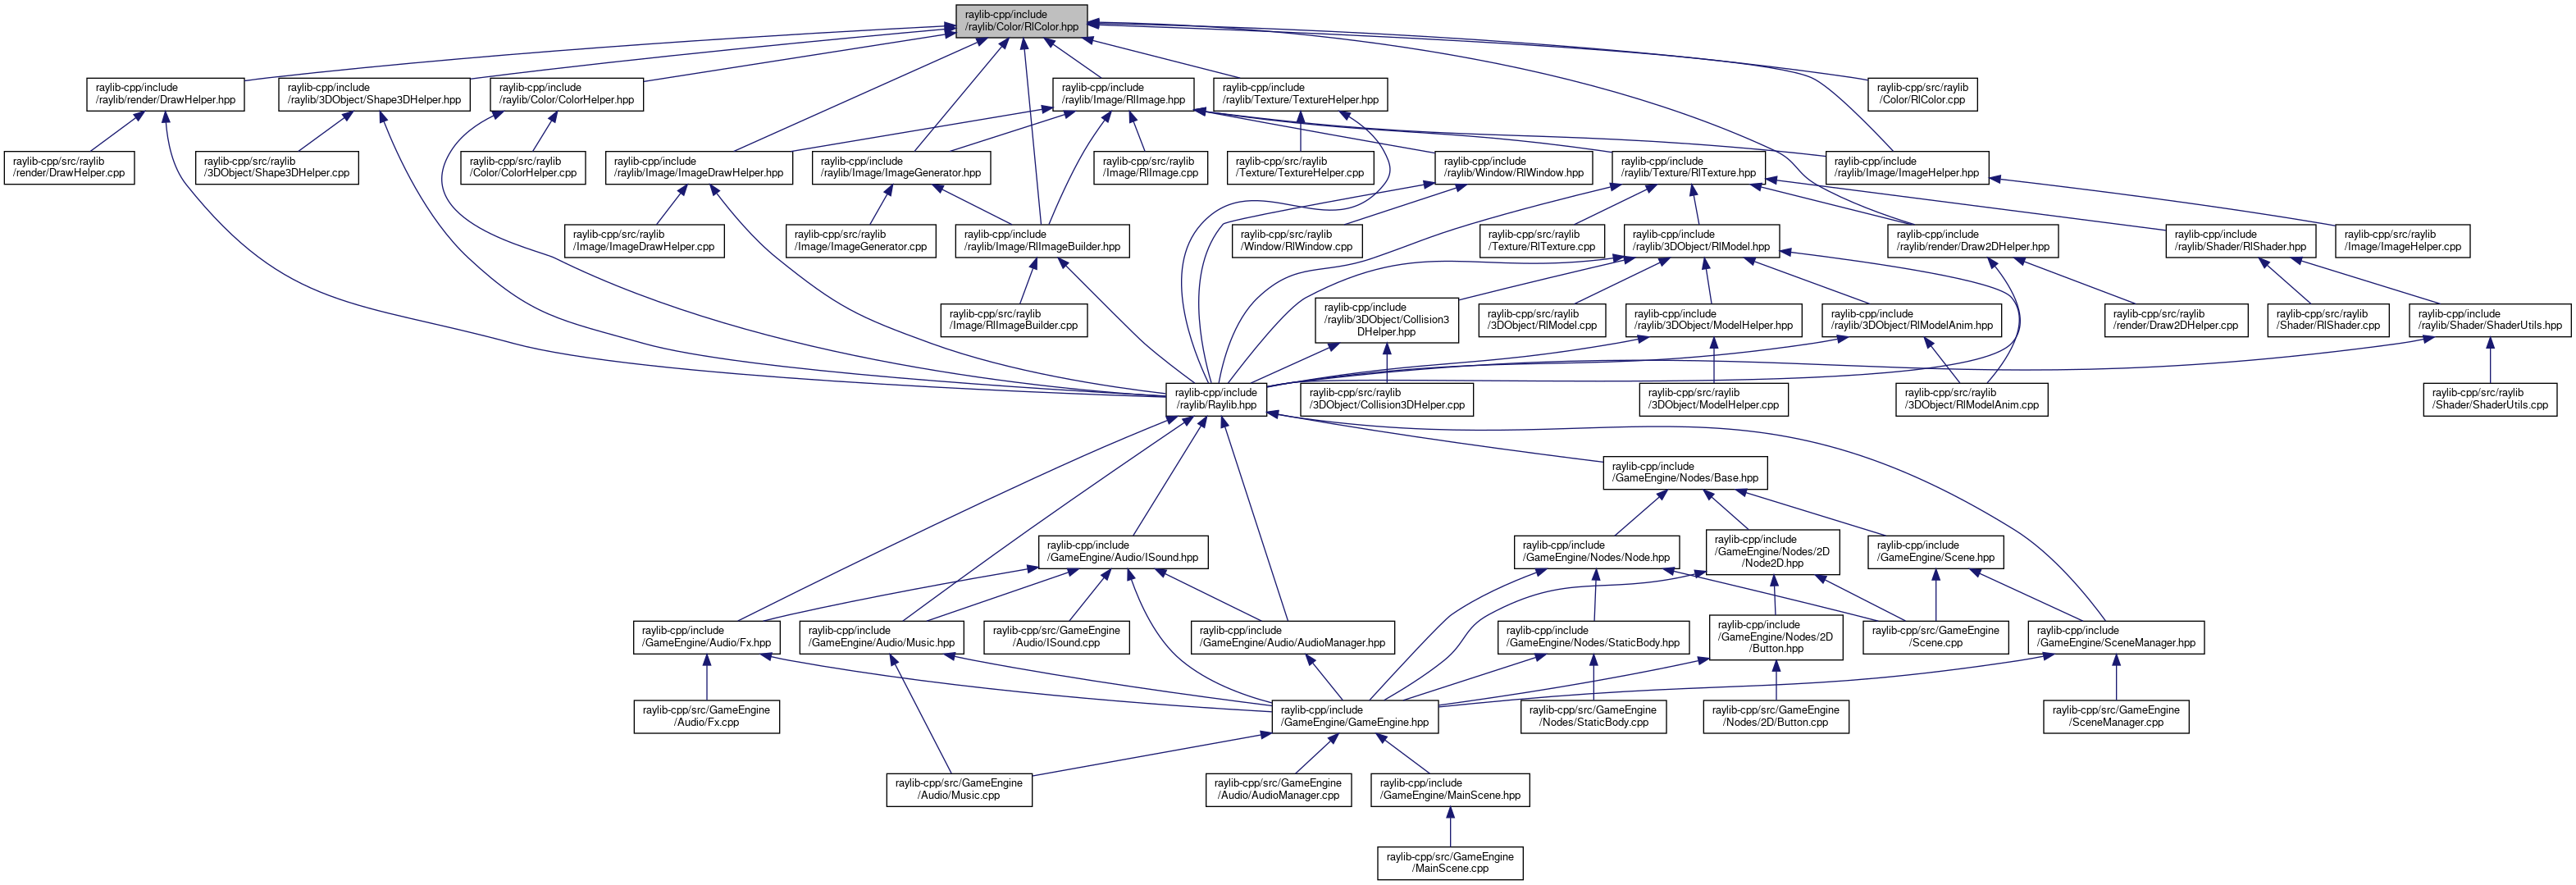 raylib-cpp/include
/raylib/Color/RlColor.hpp
raylib-cpp/include
/raylib/render/DrawHelper.hpp
raylib-cpp/include
/raylib/3DObject/Shape3DHelper.hpp
raylib-cpp/include
/raylib/Color/ColorHelper.hpp
raylib-cpp/include
/raylib/Image/RlImage.hpp
raylib-cpp/include
/raylib/Texture/TextureHelper.hpp
raylib-cpp/src/raylib
/Color/RlColor.cpp
raylib-cpp/src/raylib
/render/DrawHelper.cpp
raylib-cpp/src/raylib
/3DObject/Shape3DHelper.cpp
raylib-cpp/src/raylib
/Color/ColorHelper.cpp
raylib-cpp/include
/raylib/Image/ImageDrawHelper.hpp
raylib-cpp/include
/raylib/Image/ImageGenerator.hpp
raylib-cpp/src/raylib
/Image/RlImage.cpp
raylib-cpp/src/raylib
/Texture/TextureHelper.cpp
raylib-cpp/include
/raylib/Window/RlWindow.hpp
raylib-cpp/include
/raylib/Texture/RlTexture.hpp
raylib-cpp/include
/raylib/Image/ImageHelper.hpp
raylib-cpp/src/raylib
/Image/ImageDrawHelper.cpp
raylib-cpp/src/raylib
/Image/ImageGenerator.cpp
raylib-cpp/include
/raylib/Image/RlImageBuilder.hpp
raylib-cpp/src/raylib
/Window/RlWindow.cpp
raylib-cpp/src/raylib
/Texture/RlTexture.cpp
raylib-cpp/include
/raylib/3DObject/RlModel.hpp
raylib-cpp/include
/raylib/render/Draw2DHelper.hpp
raylib-cpp/include
/raylib/Shader/RlShader.hpp
raylib-cpp/src/raylib
/Image/ImageHelper.cpp
raylib-cpp/src/raylib
/Image/RlImageBuilder.cpp
raylib-cpp/include
/raylib/3DObject/Collision3
DHelper.hpp
raylib-cpp/src/raylib
/3DObject/RlModel.cpp
raylib-cpp/include
/raylib/3DObject/ModelHelper.hpp
raylib-cpp/include
/raylib/3DObject/RlModelAnim.hpp
raylib-cpp/src/raylib
/render/Draw2DHelper.cpp
raylib-cpp/src/raylib
/Shader/RlShader.cpp
raylib-cpp/include
/raylib/Shader/ShaderUtils.hpp
raylib-cpp/include
/raylib/Raylib.hpp
raylib-cpp/src/raylib
/3DObject/Collision3DHelper.cpp
raylib-cpp/src/raylib
/3DObject/ModelHelper.cpp
raylib-cpp/src/raylib
/3DObject/RlModelAnim.cpp
raylib-cpp/src/raylib
/Shader/ShaderUtils.cpp
raylib-cpp/include
/GameEngine/Nodes/Base.hpp
raylib-cpp/include
/GameEngine/Audio/ISound.hpp
raylib-cpp/include
/GameEngine/Nodes/Node.hpp
raylib-cpp/include
/GameEngine/Nodes/2D
/Node2D.hpp
raylib-cpp/include
/GameEngine/Scene.hpp
raylib-cpp/include
/GameEngine/Audio/Fx.hpp
raylib-cpp/include
/GameEngine/Audio/Music.hpp
raylib-cpp/src/GameEngine
/Audio/ISound.cpp
raylib-cpp/include
/GameEngine/Audio/AudioManager.hpp
raylib-cpp/include
/GameEngine/Nodes/StaticBody.hpp
raylib-cpp/include
/GameEngine/Nodes/2D
/Button.hpp
raylib-cpp/src/GameEngine
/Scene.cpp
raylib-cpp/include
/GameEngine/SceneManager.hpp
raylib-cpp/src/GameEngine
/Audio/Fx.cpp
raylib-cpp/include
/GameEngine/GameEngine.hpp
raylib-cpp/src/GameEngine
/Nodes/StaticBody.cpp
raylib-cpp/src/GameEngine
/Nodes/2D/Button.cpp
raylib-cpp/src/GameEngine
/SceneManager.cpp
raylib-cpp/src/GameEngine
/Audio/Music.cpp
raylib-cpp/src/GameEngine
/Audio/AudioManager.cpp
raylib-cpp/include
/GameEngine/MainScene.hpp
raylib-cpp/src/GameEngine
/MainScene.cpp